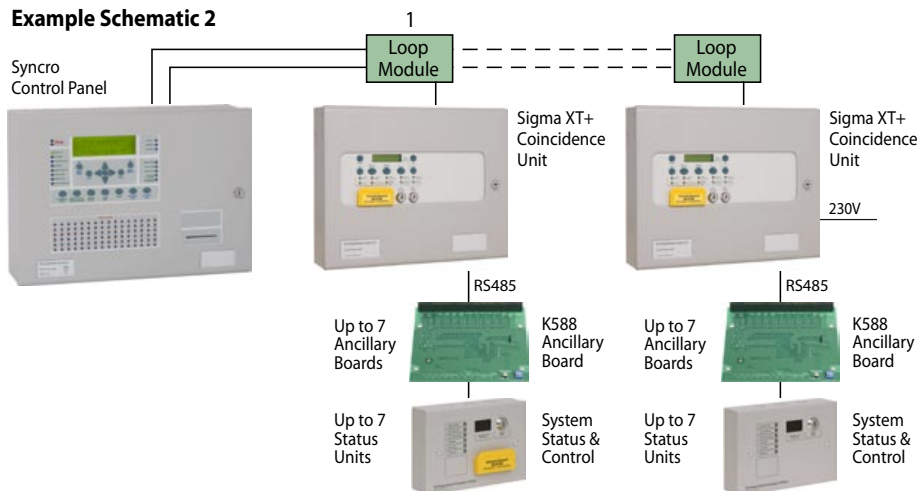 Example Schematic 2
1
Loop
Module
Loop
Module
Syncro
Control Panel
Sigma XT+
Coincidence
Unit
Sigma XT+
Coincidence
Unit
230V
RS485
RS485
Up to 7
Ancillary
Boards
K588
Ancillary
Board
Up to 7
Ancillary
Boards
K588
Ancillary
Board
Up to 7
Status
Units
System
Status &
Control
Up to 7
Status
Units
System
Status &
Control